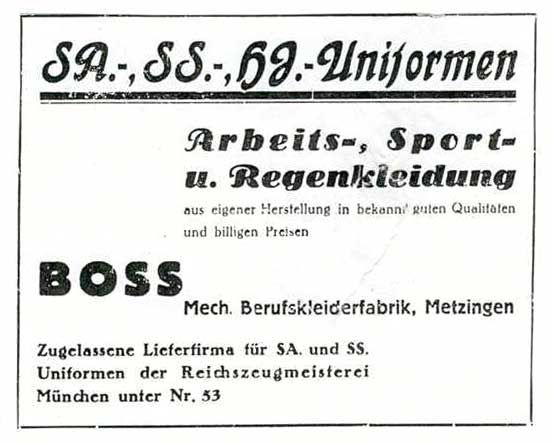 SA.-, SS.-, HJ.-Uniformen
Arbeits-, Sport-
u. Regenkleidung
aus eigener Herstellung in bekannt guten Qualitäten
und billigen Preisen
BOSS
Mech. Berufskleiderfabrik, Metzingen
Zugelassene Lieferfirma für SA. und SS.
Uniformen der Reichszeugmeisterei
München unter Nr. 53